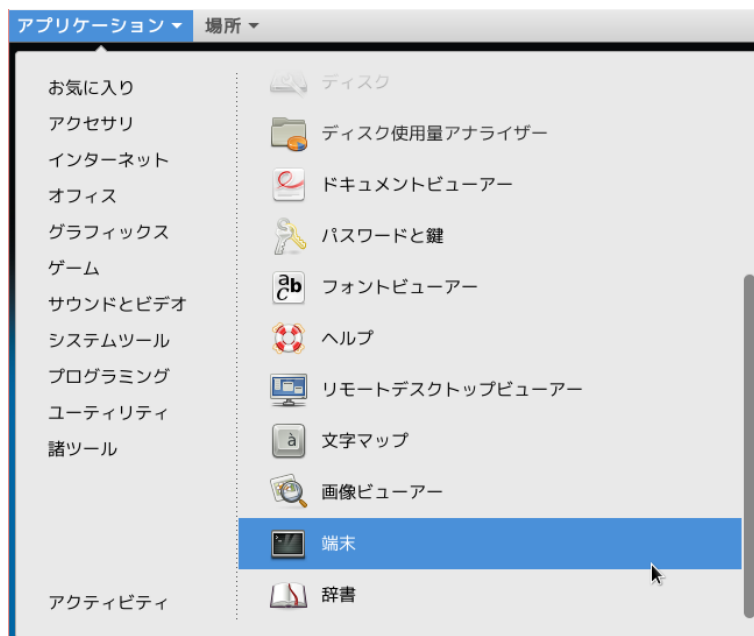 アプリケーション 場所
お気に入り
アクセサリ
インターネット
オフィス
グラフィックス
ゲーム
サウンドとビデオ
システムツール
プログラミング
ユーティリティ
諸ツール
アクティビティ
ディスク
ディスク使用量アナライザー
ドキュメントビューアー
パスワードと鍵
フォントビューアー
ヘルプ
リモートデスクトップビューアー
文字マップ
画像ビューアー
端末
辞書